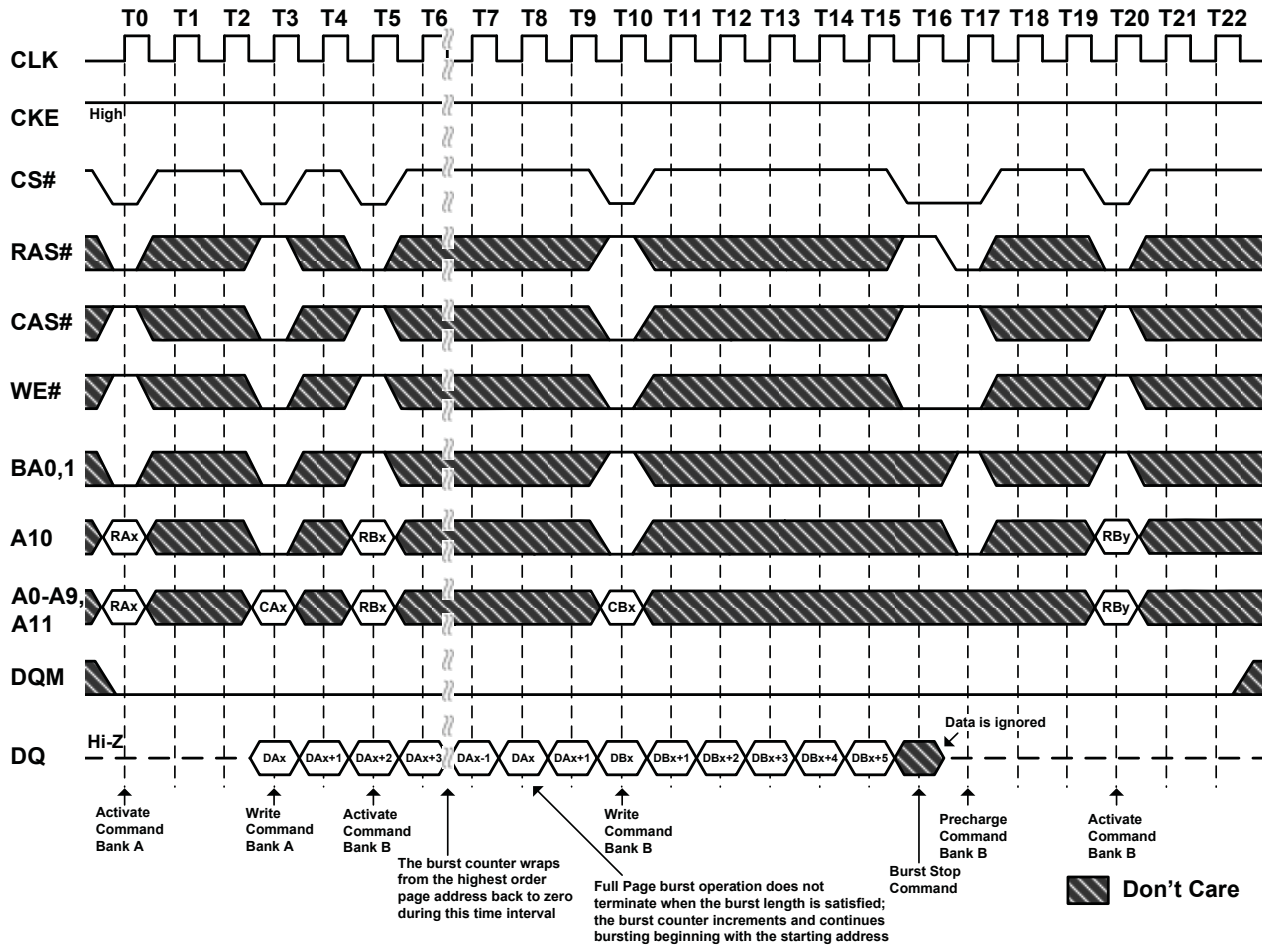 T0 T1 T2 T3 T4 T5 T6 T7 T8 T9 T10 T11 T12 T13 T14 T15 T16 T17 T18 T19 T20 T21 T22
CLK
CKE
High
CS#
RAS#
CAS#
WE#
BA0,1
A10
RAx RBx RBy
A0-A9,
A11
RAx CAx RBx CBx RBy
DQM
DQ
Hi-Z
DAx DAx+1 DAx+2 DAx+3 DAx-1 DAx DAx+1 DBx DBx+1 DBx+2 DBx+3 DBx+4 DBx+5
Data is ignored
Activate
Command
Bank A
Write
Command
Bank A
Activate
Command
Bank B
The burst counter wraps
from the highest order
page address back to zero
during this time interval
Full Page burst operation does not
terminate when the burst length is satisfied;
the burst counter increments and continues
bursting beginning with the starting address
Write
Command
Bank B
Burst Stop
Command
Precharge
Command
Bank B
Activate
Command
Bank B
Don't Care